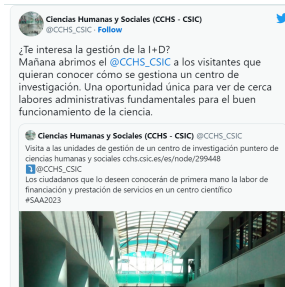 Ciencias Humanas y Sociales (CCHS - CSIC)
@CCHS_CSIC · Follow
¿Te interesa la gestión de la I+D?
Mañana abrimos el @CCHS_CSIC a los visitantes que
quieran conocer cómo se gestiona un centro de
investigación. Una oportunidad única para ver de cerca
labores administrativas fundamentales para el buen
funcionamiento de la ciencia.
Ciencias Humanas y Sociales (CCHS - CSIC) @CCHS_CSIC
Visita a las unidades de gestión de un centro de investigación puntero de
ciencias humanas y sociales cchs.csic.es/es/node/299448
⤵️@CCHS_CSIC
Los ciudadanos que lo deseen conocerán de primera mano la labor de
financiación y prestación de servicios en un centro científico
#SAA2023